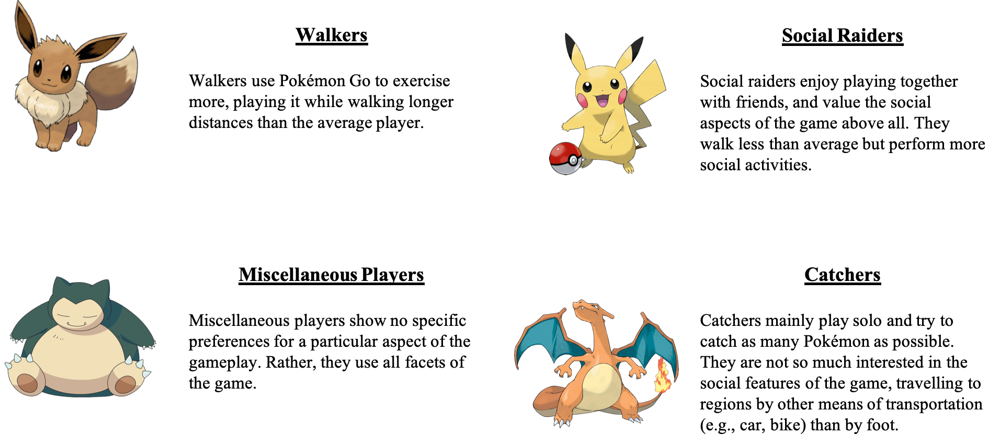 Walkers
Walkers use Pokémon Go to exercise
more, playing it while walking longer
distances than the average player.
Social Raiders
Social raiders enjoy playing together
with friends, and value the social
aspects of the game above all. They
walk less than average but perform more
social activities.
Miscellaneous Players
Miscellaneous players show no specific
preferences for a particular aspect of the
gameplay. Rather, they use all facets of
the game.
Catchers
Catchers mainly play solo and try to
catch as many Pokémon as possible.
They are not so much interested in the
social features of the game, travelling to
regions by other means of transportation
(e.g., car, bike) than by foot.